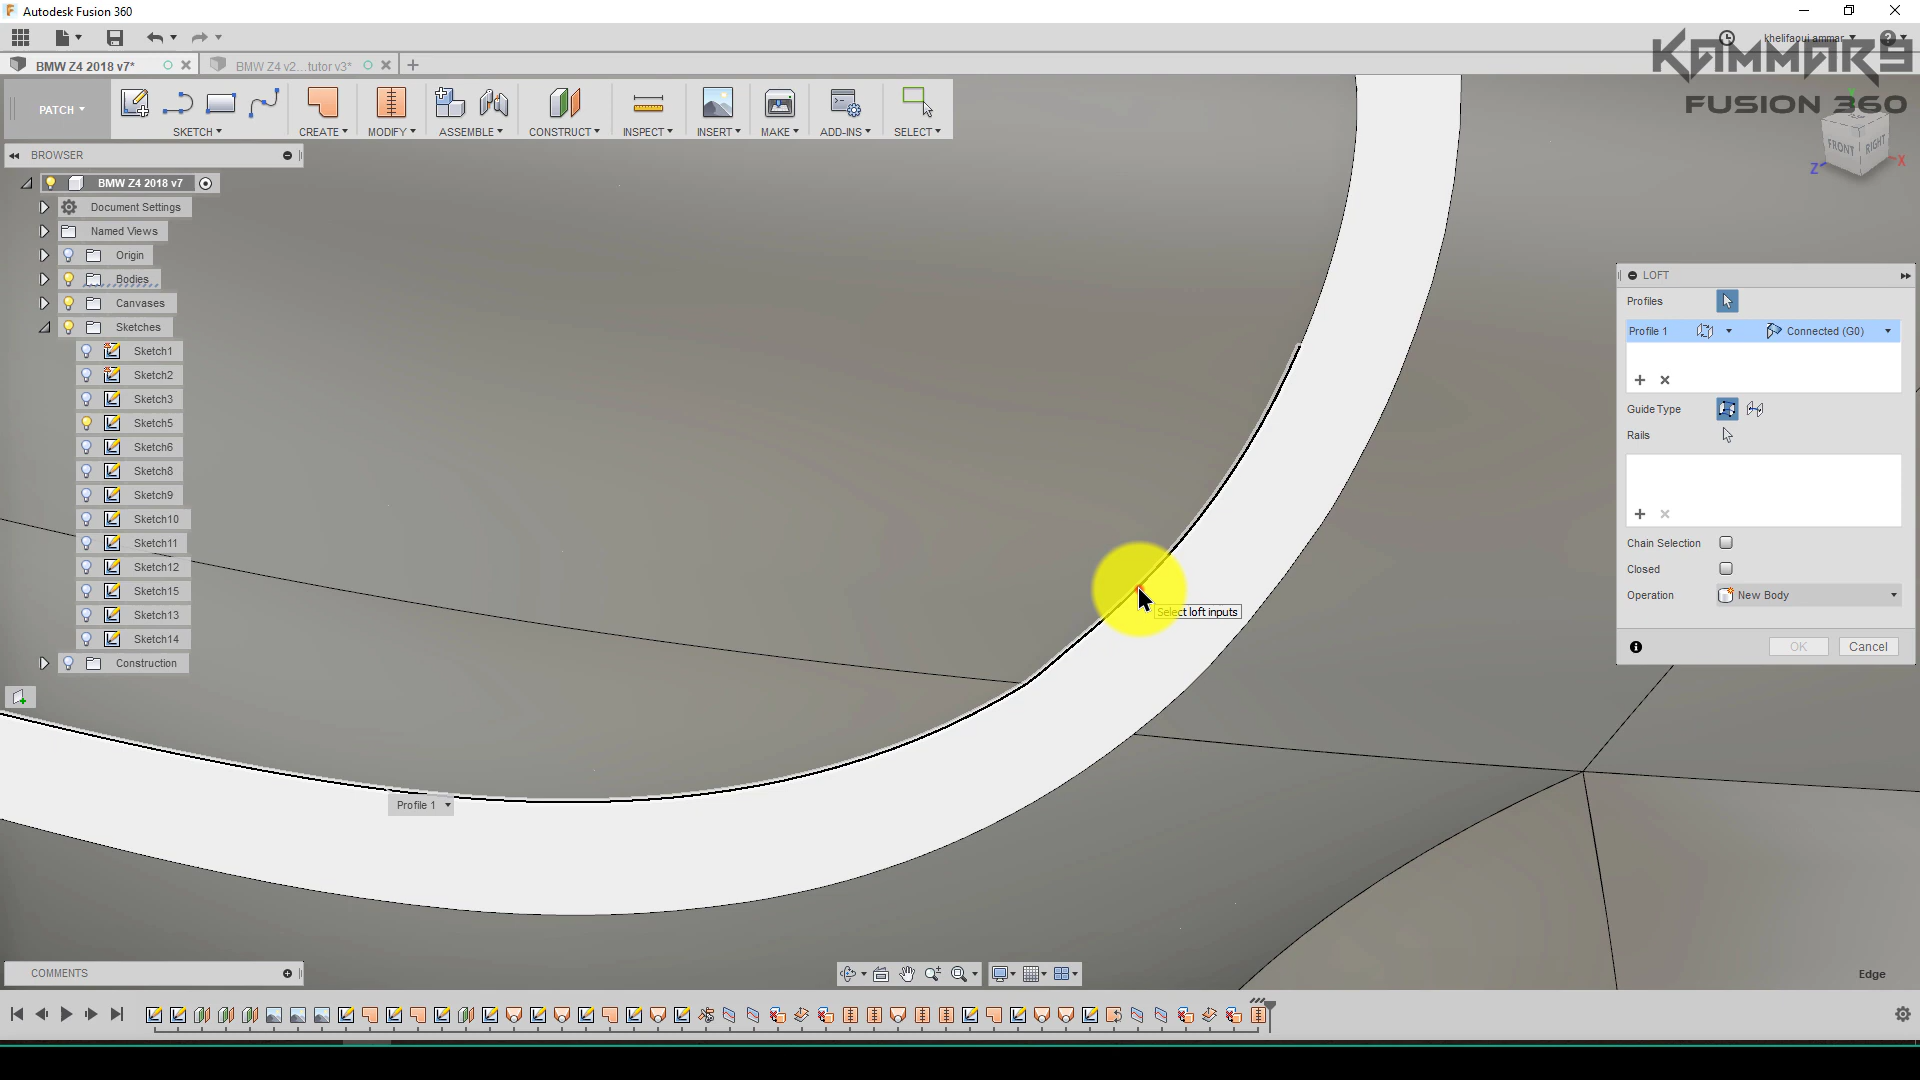 Autodesk Fusion 360
khelifaoui ammar
KAMMAR9
FUSION 360
BMW Z4 2018 v7*
BMW Z4 v2...tutor v3*
PATCH
SKETCH
CREATE
MODIFY
ASSEMBLE
CONSTRUCT
INSPECT
INSERT
MAKE
ADD-INS
SELECT
Y
FRONT
RIGHT
Z
X
BROWSER
BMW Z4 2018 v7
Document Settings
Named Views
Origin
Bodies
Canvases
Sketches
Sketch1
Sketch2
Sketch3
Sketch5
Sketch6
Sketch8
Sketch9
Sketch10
Sketch11
Sketch12
Sketch15
Sketch13
Sketch14
Construction
LOFT
Profiles
Profile 1
Connected (G0)
Guide Type
Rails
Chain Selection
Closed
Operation
New Body
OK
Cancel
Select loft inputs
Profile 1
COMMENTS
Edge